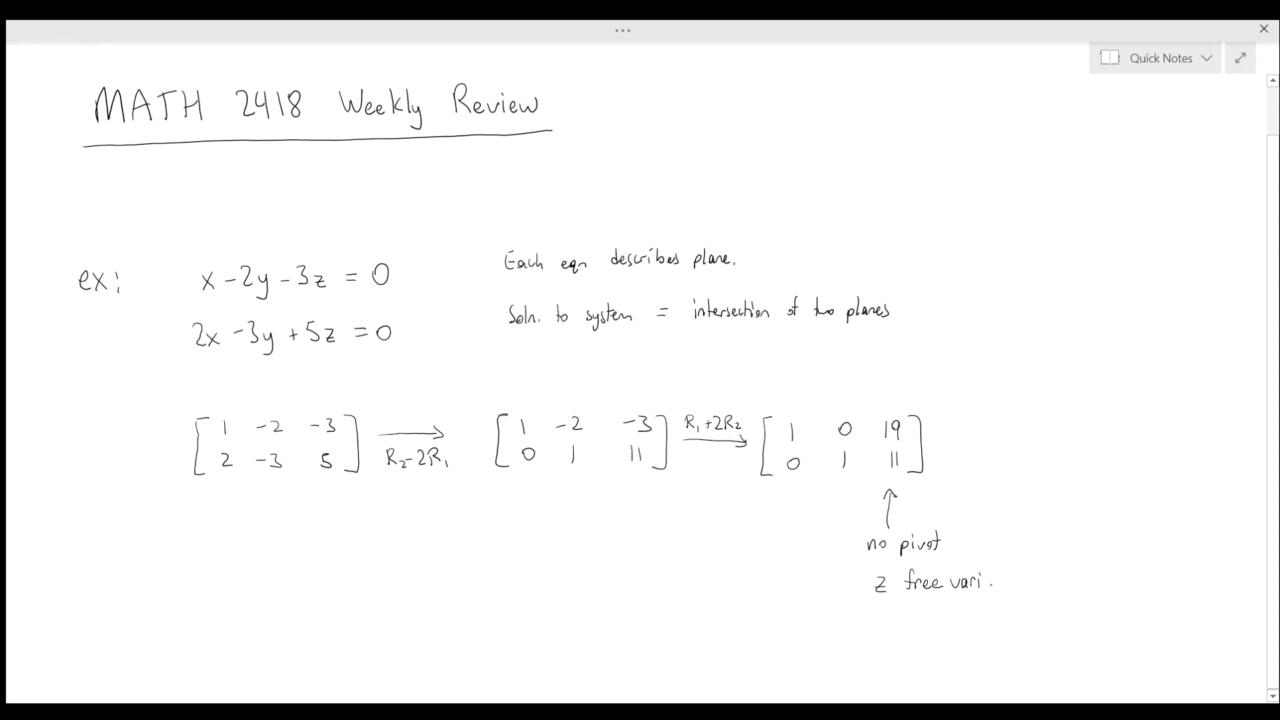 Quick Notes
MATH 2418 Weekly Review
ex: x - 2y - 3z = 0
2x - 3y + 5z = 0
Each eqn describes plane.
Soln. to system = intersection of two planes
[ 1 -2 -3 ] [ 1 -2 -3 ] R₁+2R₂ [ 1 0 19 ]
[ 2 -3 5 ] R₂-2R₁ [ 0 1 11 ] [ 0 1 11 ]
no pivot
z free vari.